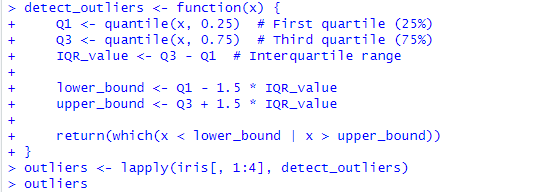 > detect_outliers <- function(x) {
+     Q1 <- quantile(x, 0.25)  # First quartile (25%)
+     Q3 <- quantile(x, 0.75)  # Third quartile (75%)
+     IQR_value <- Q3 - Q1  # Interquartile range
+
+     lower_bound <- Q1 - 1.5 * IQR_value
+     upper_bound <- Q3 + 1.5 * IQR_value
+
+     return(which(x < lower_bound | x > upper_bound))
+ }
> outliers <- lapply(iris[, 1:4], detect_outliers)
> outliers